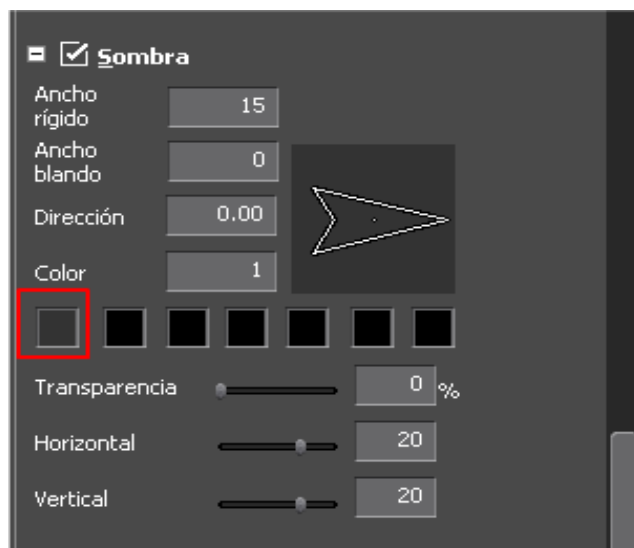 Sombra
Ancho
rígido
15
Ancho
blando
0
Dirección
0.00
Color
1
Transparencia
0 %
Horizontal
20
Vertical
20